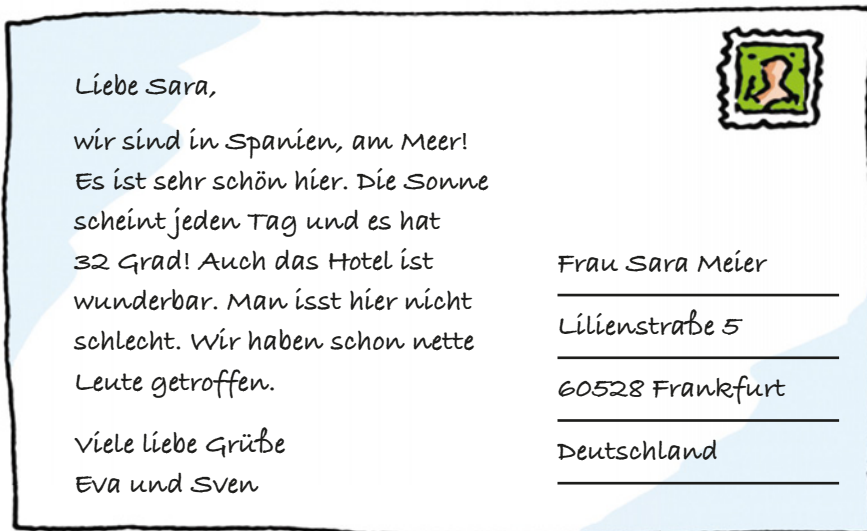 Liebe Sara,
wir sind in Spanien, am Meer!
Es ist sehr schön hier. Die Sonne
scheint jeden Tag und es hat
32 Grad! Auch das Hotel ist
wunderbar. Man isst hier nicht
schlecht. Wir haben schon nette
Leute getroffen.
Viele liebe Grüße
Eva und Sven
Frau Sara Meier
Lilienstraße 5
60528 Frankfurt
Deutschland